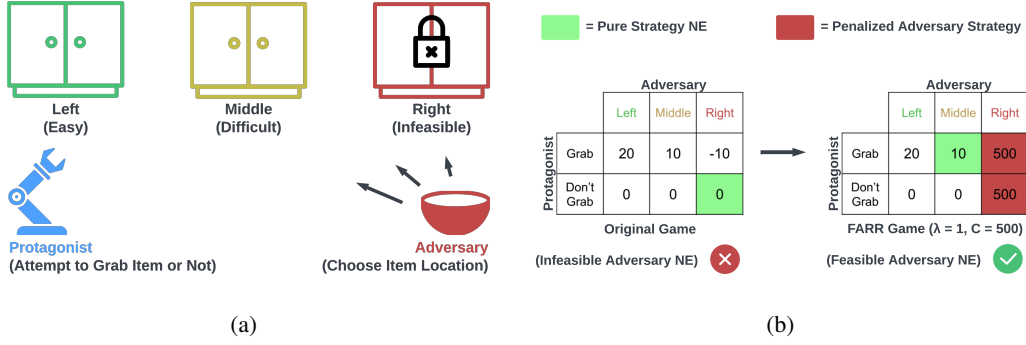 Left
(Easy)
Middle
(Difficult)
Right
(Infeasible)
Protagonist
(Attempt to Grab Item or Not)
Adversary
(Choose Item Location)
(a)
= Pure Strategy NE
= Penalized Adversary Strategy
Adversary
Left Middle Right
Protagonist
Grab 20 10 -10
Don't
Grab 0 0 0
Original Game
(Infeasible Adversary NE)
Adversary
Left Middle Right
Protagonist
Grab 20 10 500
Don't
Grab 0 0 500
FARR Game (λ = 1, C = 500)
(Feasible Adversary NE)
(b)